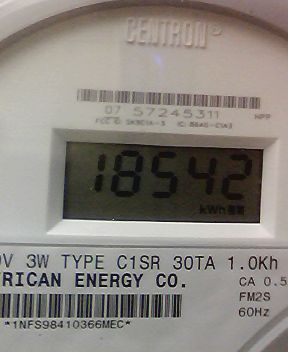 CENTRON®
07 57245311 NPP
18542
kWh
0V 3W TYPE C1SR 30TA 1.0Kh
RICAN ENERGY CO. CA 0.5
FM2S
*1NFS98410366MEC* 60Hz